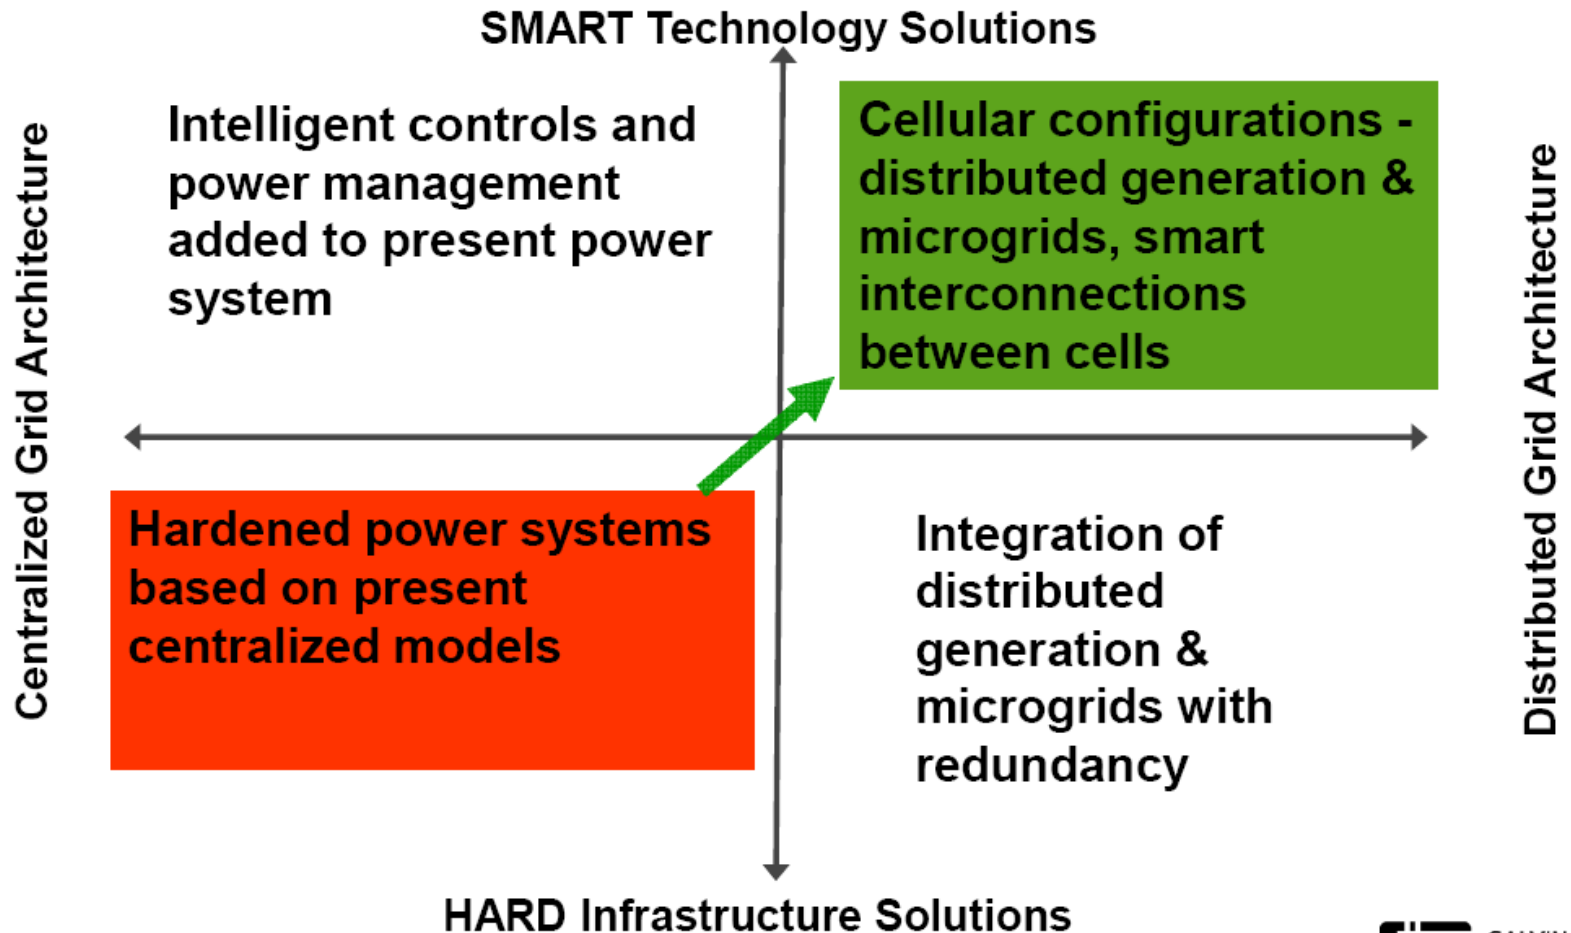 SMART Technology Solutions
Centralized Grid Architecture
Intelligent controls and
power management
added to present power
system
Cellular configurations -
distributed generation &
microgrids, smart
interconnections
between cells
Distributed Grid Architecture
Hardened power systems
based on present
centralized models
Integration of
distributed
generation &
microgrids with
redundancy
HARD Infrastructure Solutions